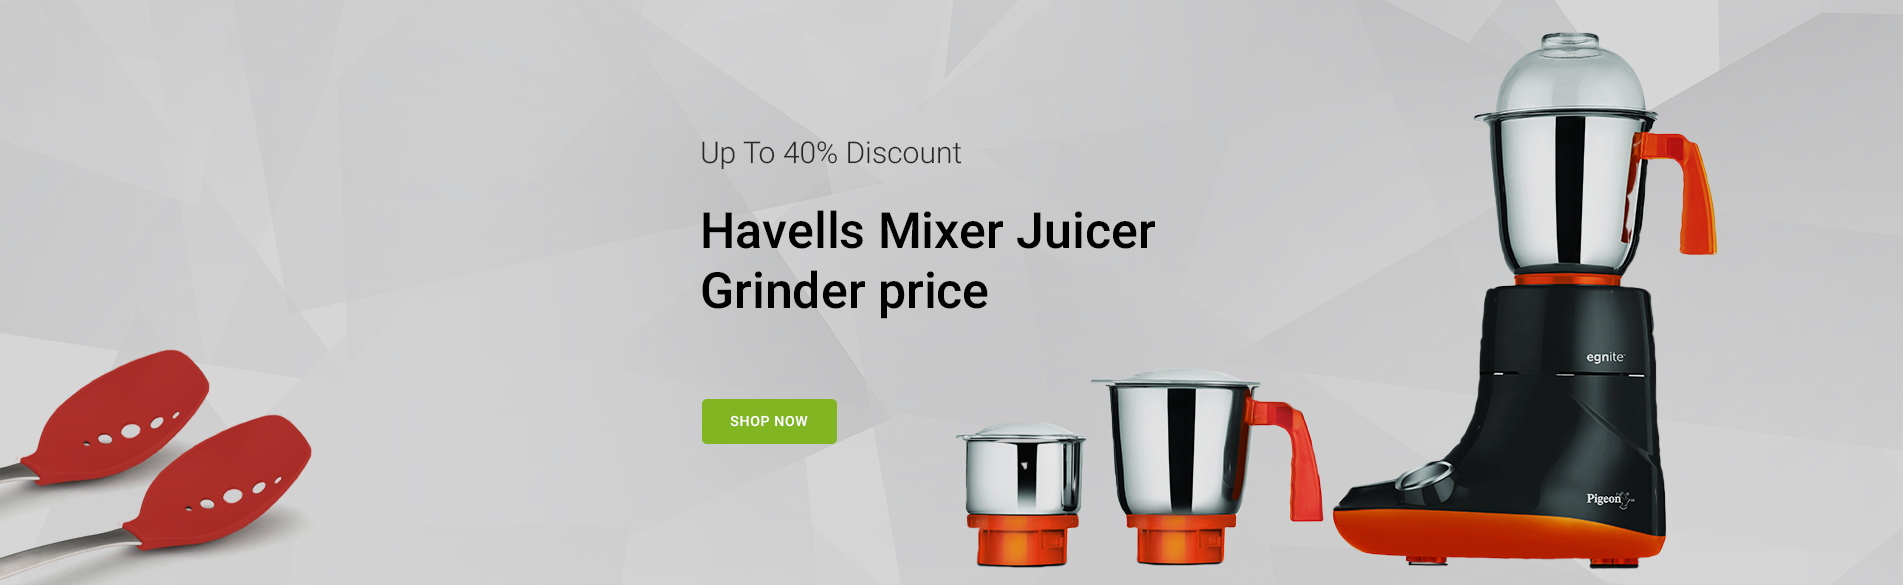 Up To 40% Discount
Havells Mixer Juicer
Grinder price
SHOP NOW
egnite
Pigeon